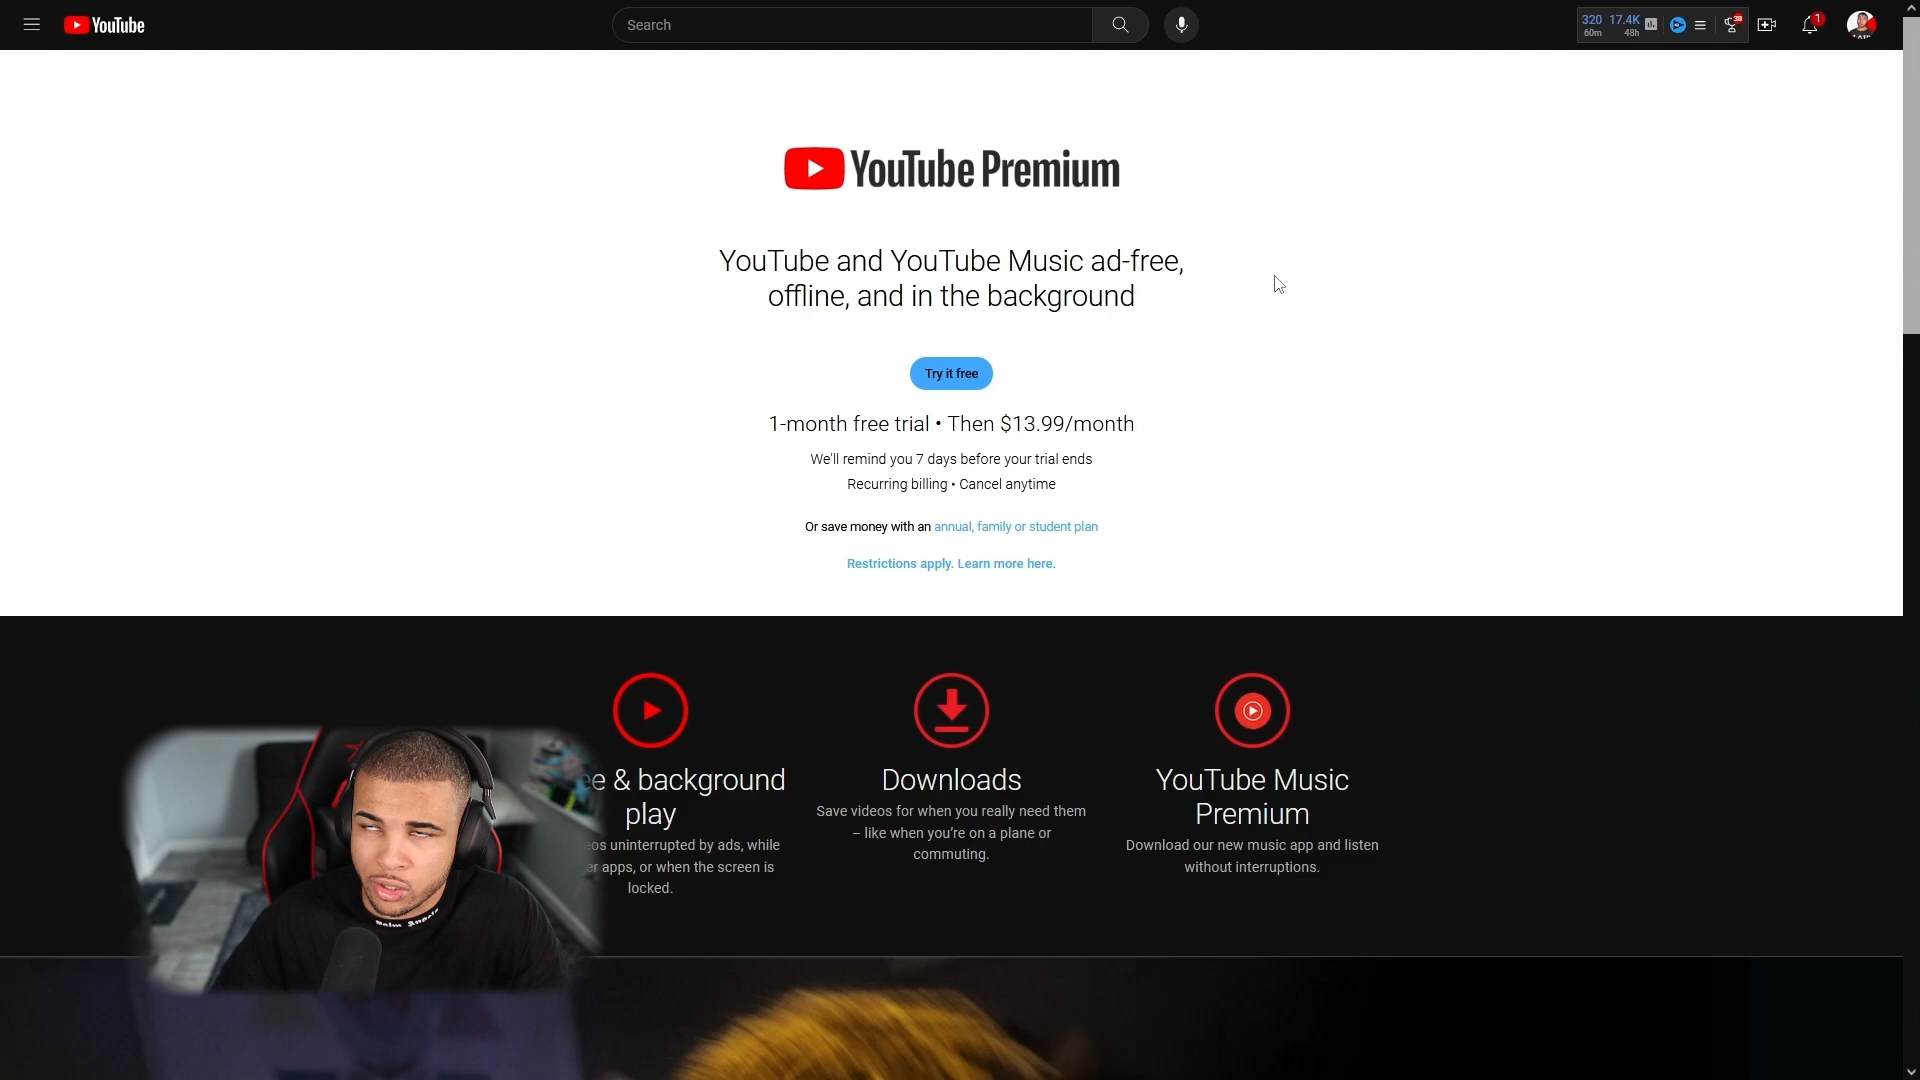 YouTube
Search
320 17.4K
60m 48h
38
1
YouTube Premium
YouTube and YouTube Music ad-free,
offline, and in the background
Try it free
1-month free trial • Then $13.99/month
We'll remind you 7 days before your trial ends
Recurring billing • Cancel anytime
Or save money with an annual, family or student plan
Restrictions apply. Learn more here.
& background
play
uninterrupted by ads, while
apps, or when the screen is
locked.
Downloads
Save videos for when you really need them
– like when you're on a plane or
commuting.
YouTube Music
Premium
Download our new music app and listen
without interruptions.
Palm Angels